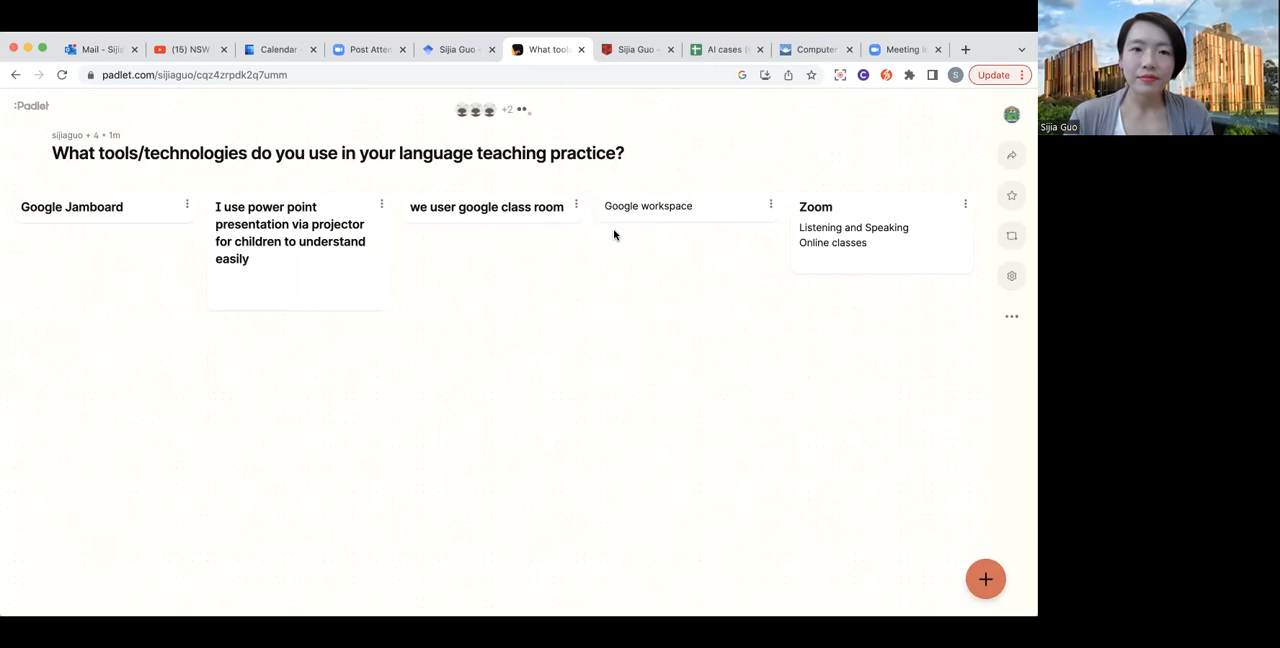 Mail - Sijia
(15) NSW
Calendar -
Post Atten
Sijia Guo -
What tools
Sijia Guo -
AI cases (
Computer
Meeting i
padlet.com/sijiaguo/cqz4zrpdk2q7umm
S
Update
:Padlet
+2
sijiaguo + 4 • 1m
What tools/technologies do you use in your language teaching practice?
Google Jamboard
I use power point
presentation via projector
for children to understand
easily
we user google class room
Google workspace
Zoom
Listening and Speaking
Online classes
Sijia Guo